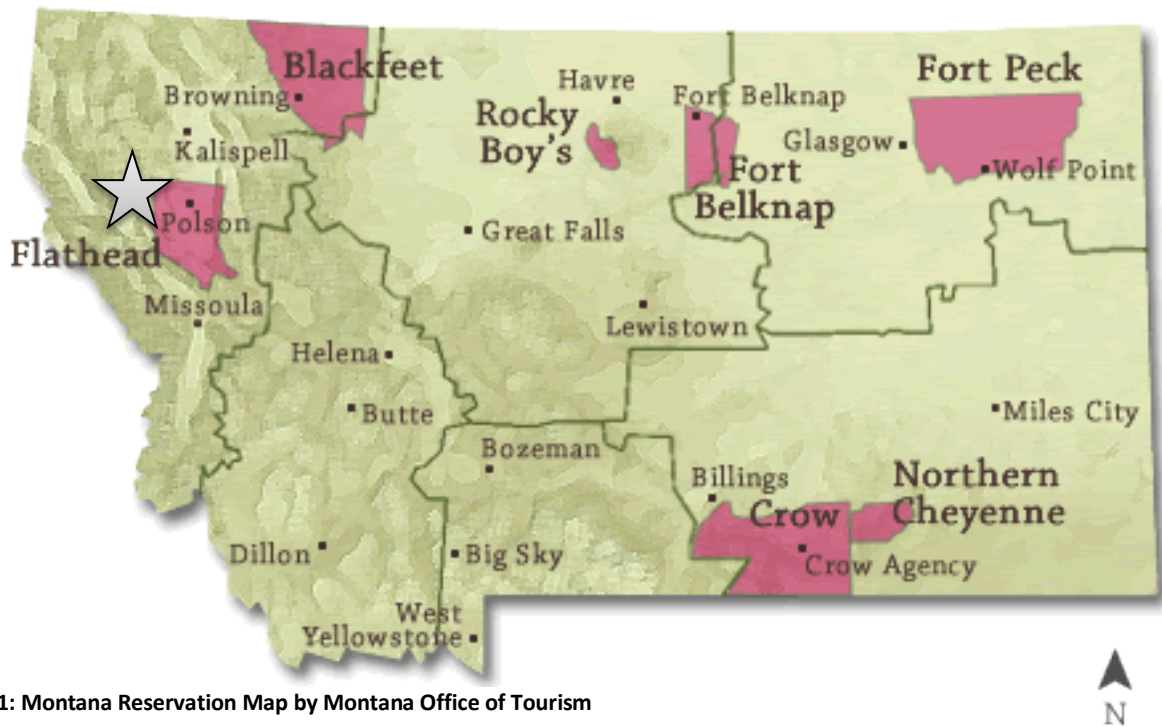 Blackfeet
Browning
Kalispell
Polson
Flathead
Missoula
Havre
Rocky
Boy's
Fort Belknap
Fort
Belknap
Fort Peck
Glasgow
Wolf Point
Great Falls
Lewistown
Helena
Butte
Bozeman
Miles City
Billings
Crow
Northern
Cheyenne
Crow Agency
Dillon
Big Sky
West
Yellowstone
1: Montana Reservation Map by Montana Office of Tourism
N